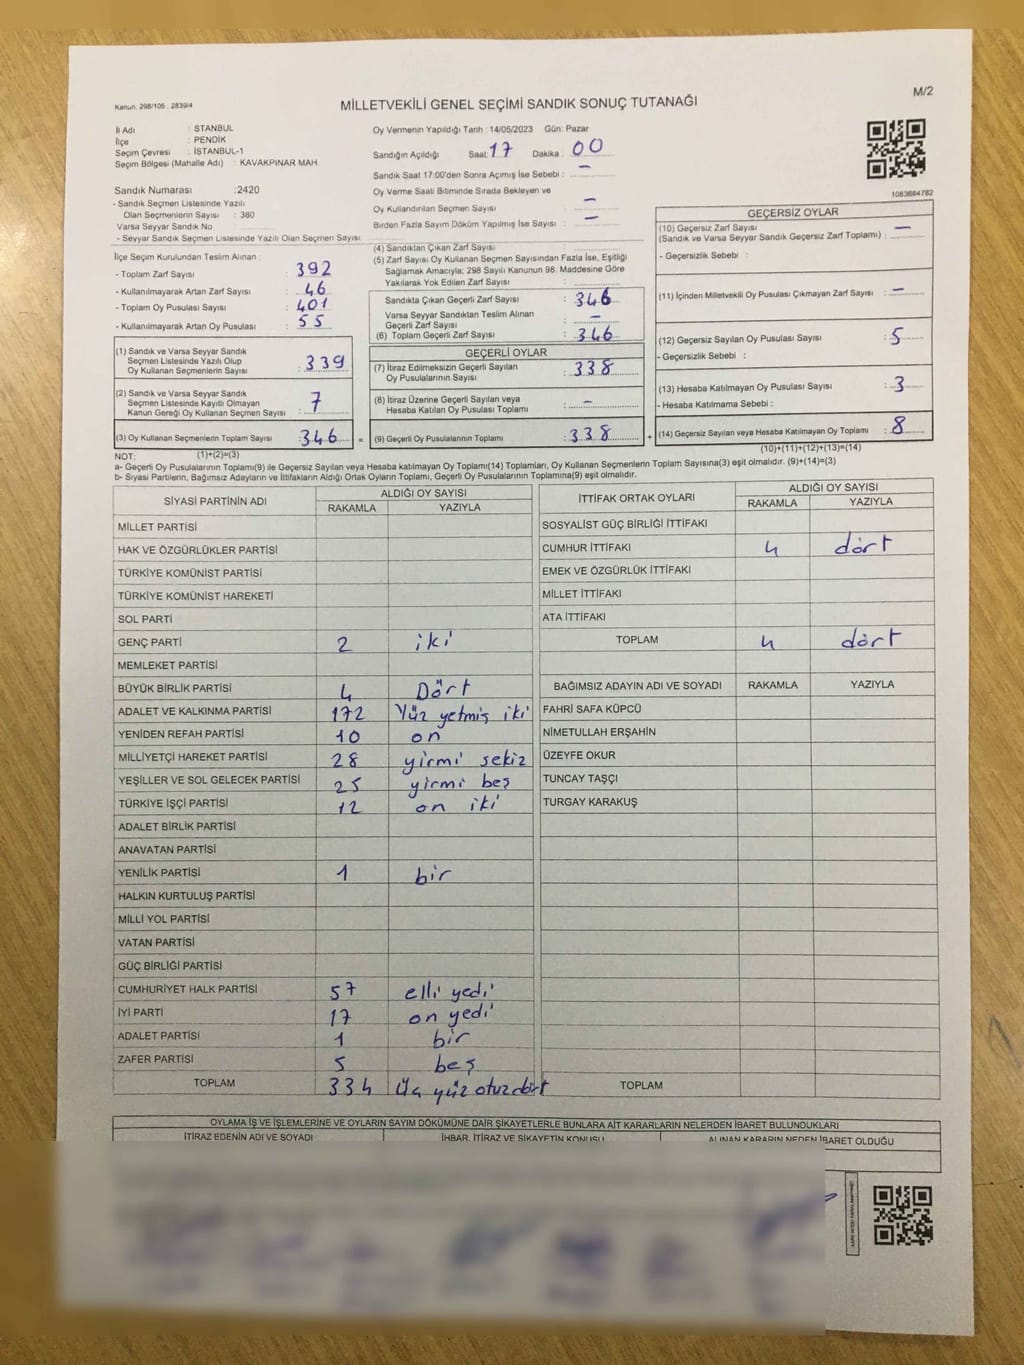 M/2
Kanun: 298/105 , 2839/4
MİLLETVEKİLİ GENEL SEÇİMİ SANDIK SONUÇ TUTANAĞI
İl Adı : STANBUL
İlçe : PENDİK
Seçim Çevresi : İSTANBUL-1
Seçim Bölgesi (Mahalle Adı) : KAVAKPINAR MAH.
Sandık Numarası :2420
- Sandık Seçmen Listesinde Yazılı
Olan Seçmenlerin Sayısı : 380
Varsa Seyyar Sandık No
- Seyyar Sandık Seçmen Listesinde Yazılı Olan Seçmen Sayısı :
Oy Vermenin Yapıldığı Tarih : 14/05/2023 Gün: Pazar
Sandığın Açıldığı Saat: 17 Dakika : 00
Sandık Saat 17:00'den Sonra Açımış İse Sebebi : –
Oy Verme Saati Bitiminde Sırada Bekleyen ve
Oy Kullandırılan Seçmen Sayısı : –
Birden Fazla Sayım Döküm Yapılmış İse Sayısı : –
1083684782
İlçe Seçim Kurulundan Teslim Alınan ;
- Toplam Zarf Sayısı : 392
- Kullanılmayarak Artan Zarf Sayısı : 46
- Toplam Oy Pusulası Sayısı : 401
- Kullanılmayarak Artan Oy Pusulası : 55
(1) Sandık ve Varsa Seyyar Sandık
Seçmen Listesinde Yazılı Olup
Oy Kullanan Seçmenlerin Sayısı : 339
(2) Sandık ve Varsa Seyyar Sandık
Seçmen Listesinde Kayıtlı Olmayan
Kanun Gereği Oy Kullanan Seçmen Sayısı : 7
(3) Oy Kullanan Seçmenlerin Toplam Sayısı : 346
(4) Sandıktan Çıkan Zarf Sayısı :
(5) Zarf Sayısı Oy Kullanan Seçmen Sayısından Fazla İse, Eşitliği
Sağlamak Amacıyla; 298 Sayılı Kanunun 98. Maddesine Göre
Yakılarak Yok Edilen Zarf Sayısı :
Sandıkta Çıkan Geçerli Zarf Sayısı : 346
Varsa Seyyar Sandıktan Teslim Alınan
Geçerli Zarf Sayısı : –
(6) Toplam Geçerli Zarf Sayısı : 346
GEÇERLİ OYLAR
(7) İtiraz Edilmeksizin Geçerli Sayılan
Oy Pusulalarının Sayısı : 338
(8) İtiraz Üzerine Geçerli Sayılan veya
Hesaba Katılan Oy Pusulası Toplamı : –
= (9) Geçerli Oy Pusulalarının Toplamı : 338 +
GEÇERSİZ OYLAR
(10) Geçersiz Zarf Sayısı
(Sandık ve Varsa Seyyar Sandık Geçersiz Zarf Toplamı) : –
- Geçersizlik Sebebi :
(11) İçinden Milletvekili Oy Pusulası Çıkmayan Zarf Sayısı : –
(12) Geçersiz Sayılan Oy Pusulası Sayısı : 5
- Geçersizlik Sebebi :
(13) Hesaba Katılmayan Oy Pusulası Sayısı : 3
- Hesaba Katılmama Sebebi :
(14) Geçersiz Sayılan veya Hesaba Katılmayan Oy Toplamı : 8
NOT: (1)+(2)=(3) (10)+(11)+(12)+(13)=(14)
a- Geçerli Oy Pusulalarının Toplamı(9) ile Geçersiz Sayılan veya Hesaba katılmayan Oy Toplamı(14) Toplamları, Oy Kullanan Seçmenlerin Toplam Sayısına(3) eşit olmalıdır. (9)+(14)=(3)
b- Siyasi Partilerin, Bağımsız Adayların ve İttifakların Aldığı Ortak Oyların Toplamı, Geçerli Oy Pusulalarının Toplamına(9) eşit olmalıdır.
SİYASİ PARTİNİN ADI ALDIĞI OY SAYISI
RAKAMLA YAZIYLA
MİLLET PARTİSİ
HAK VE ÖZGÜRLÜKLER PARTİSİ
TÜRKİYE KOMÜNİST PARTİSİ
TÜRKİYE KOMÜNİST HAREKETİ
SOL PARTİ
GENÇ PARTİ 2 iki
MEMLEKET PARTİSİ
BÜYÜK BİRLİK PARTİSİ 4 Dört
ADALET VE KALKINMA PARTİSİ 172 Yüz yetmiş iki
YENİDEN REFAH PARTİSİ 10 on
MİLLİYETÇİ HAREKET PARTİSİ 28 yirmi sekiz
YEŞİLLER VE SOL GELECEK PARTİSİ 25 yirmi beş
TÜRKİYE İŞÇİ PARTİSİ 12 on iki
ADALET BİRLİK PARTİSİ
ANAVATAN PARTİSİ
YENİLİK PARTİSİ 1 bir
HALKIN KURTULUŞ PARTİSİ
MİLLİ YOL PARTİSİ
VATAN PARTİSİ
GÜÇ BİRLİĞİ PARTİSİ
CUMHURİYET HALK PARTİSİ 57 elli yedi
İYİ PARTİ 17 on yedi
ADALET PARTİSİ 1 bir
ZAFER PARTİSİ 5 beş
TOPLAM 334 Üç yüz otuz dört
İTTİFAK ORTAK OYLARI ALDIĞI OY SAYISI
RAKAMLA YAZIYLA
SOSYALİST GÜÇ BİRLİĞİ İTTİFAKI
CUMHUR İTTİFAKI 4 dört
EMEK VE ÖZGÜRLÜK İTTİFAKI
MİLLET İTTİFAKI
ATA İTTİFAKI
TOPLAM 4 dört
BAĞIMSIZ ADAYIN ADI VE SOYADI RAKAMLA YAZIYLA
FAHRİ SAFA KÜPCÜ
NİMETULLAH ERŞAHİN
ÜZEYFE OKUR
TUNCAY TAŞÇI
TURGAY KARAKUŞ
TOPLAM
OYLAMA İŞ VE İŞLEMLERİNE VE OYLARIN SAYIM DÖKÜMÜNE DAİR ŞİKAYETLERLE BUNLARA AİT KARARLARIN NELERDEN İBARET BULUNDUKLARI
İTİRAZ EDENİN ADI VE SOYADI İHBAR, İTİRAZ VE ŞİKAYETİN KONUSU ALINAN KARARIN NEDEN İBARET OLDUĞU